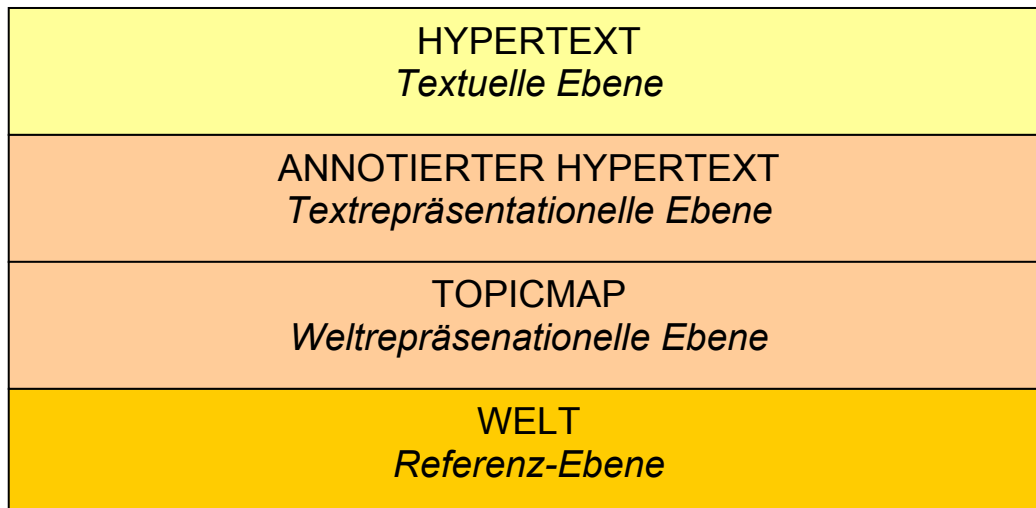 HYPERTEXT
Textuelle Ebene
ANNOTIERTER HYPERTEXT
Textrepräsentationelle Ebene
TOPICMAP
Weltrepräsenationelle Ebene
WELT
Referenz-Ebene